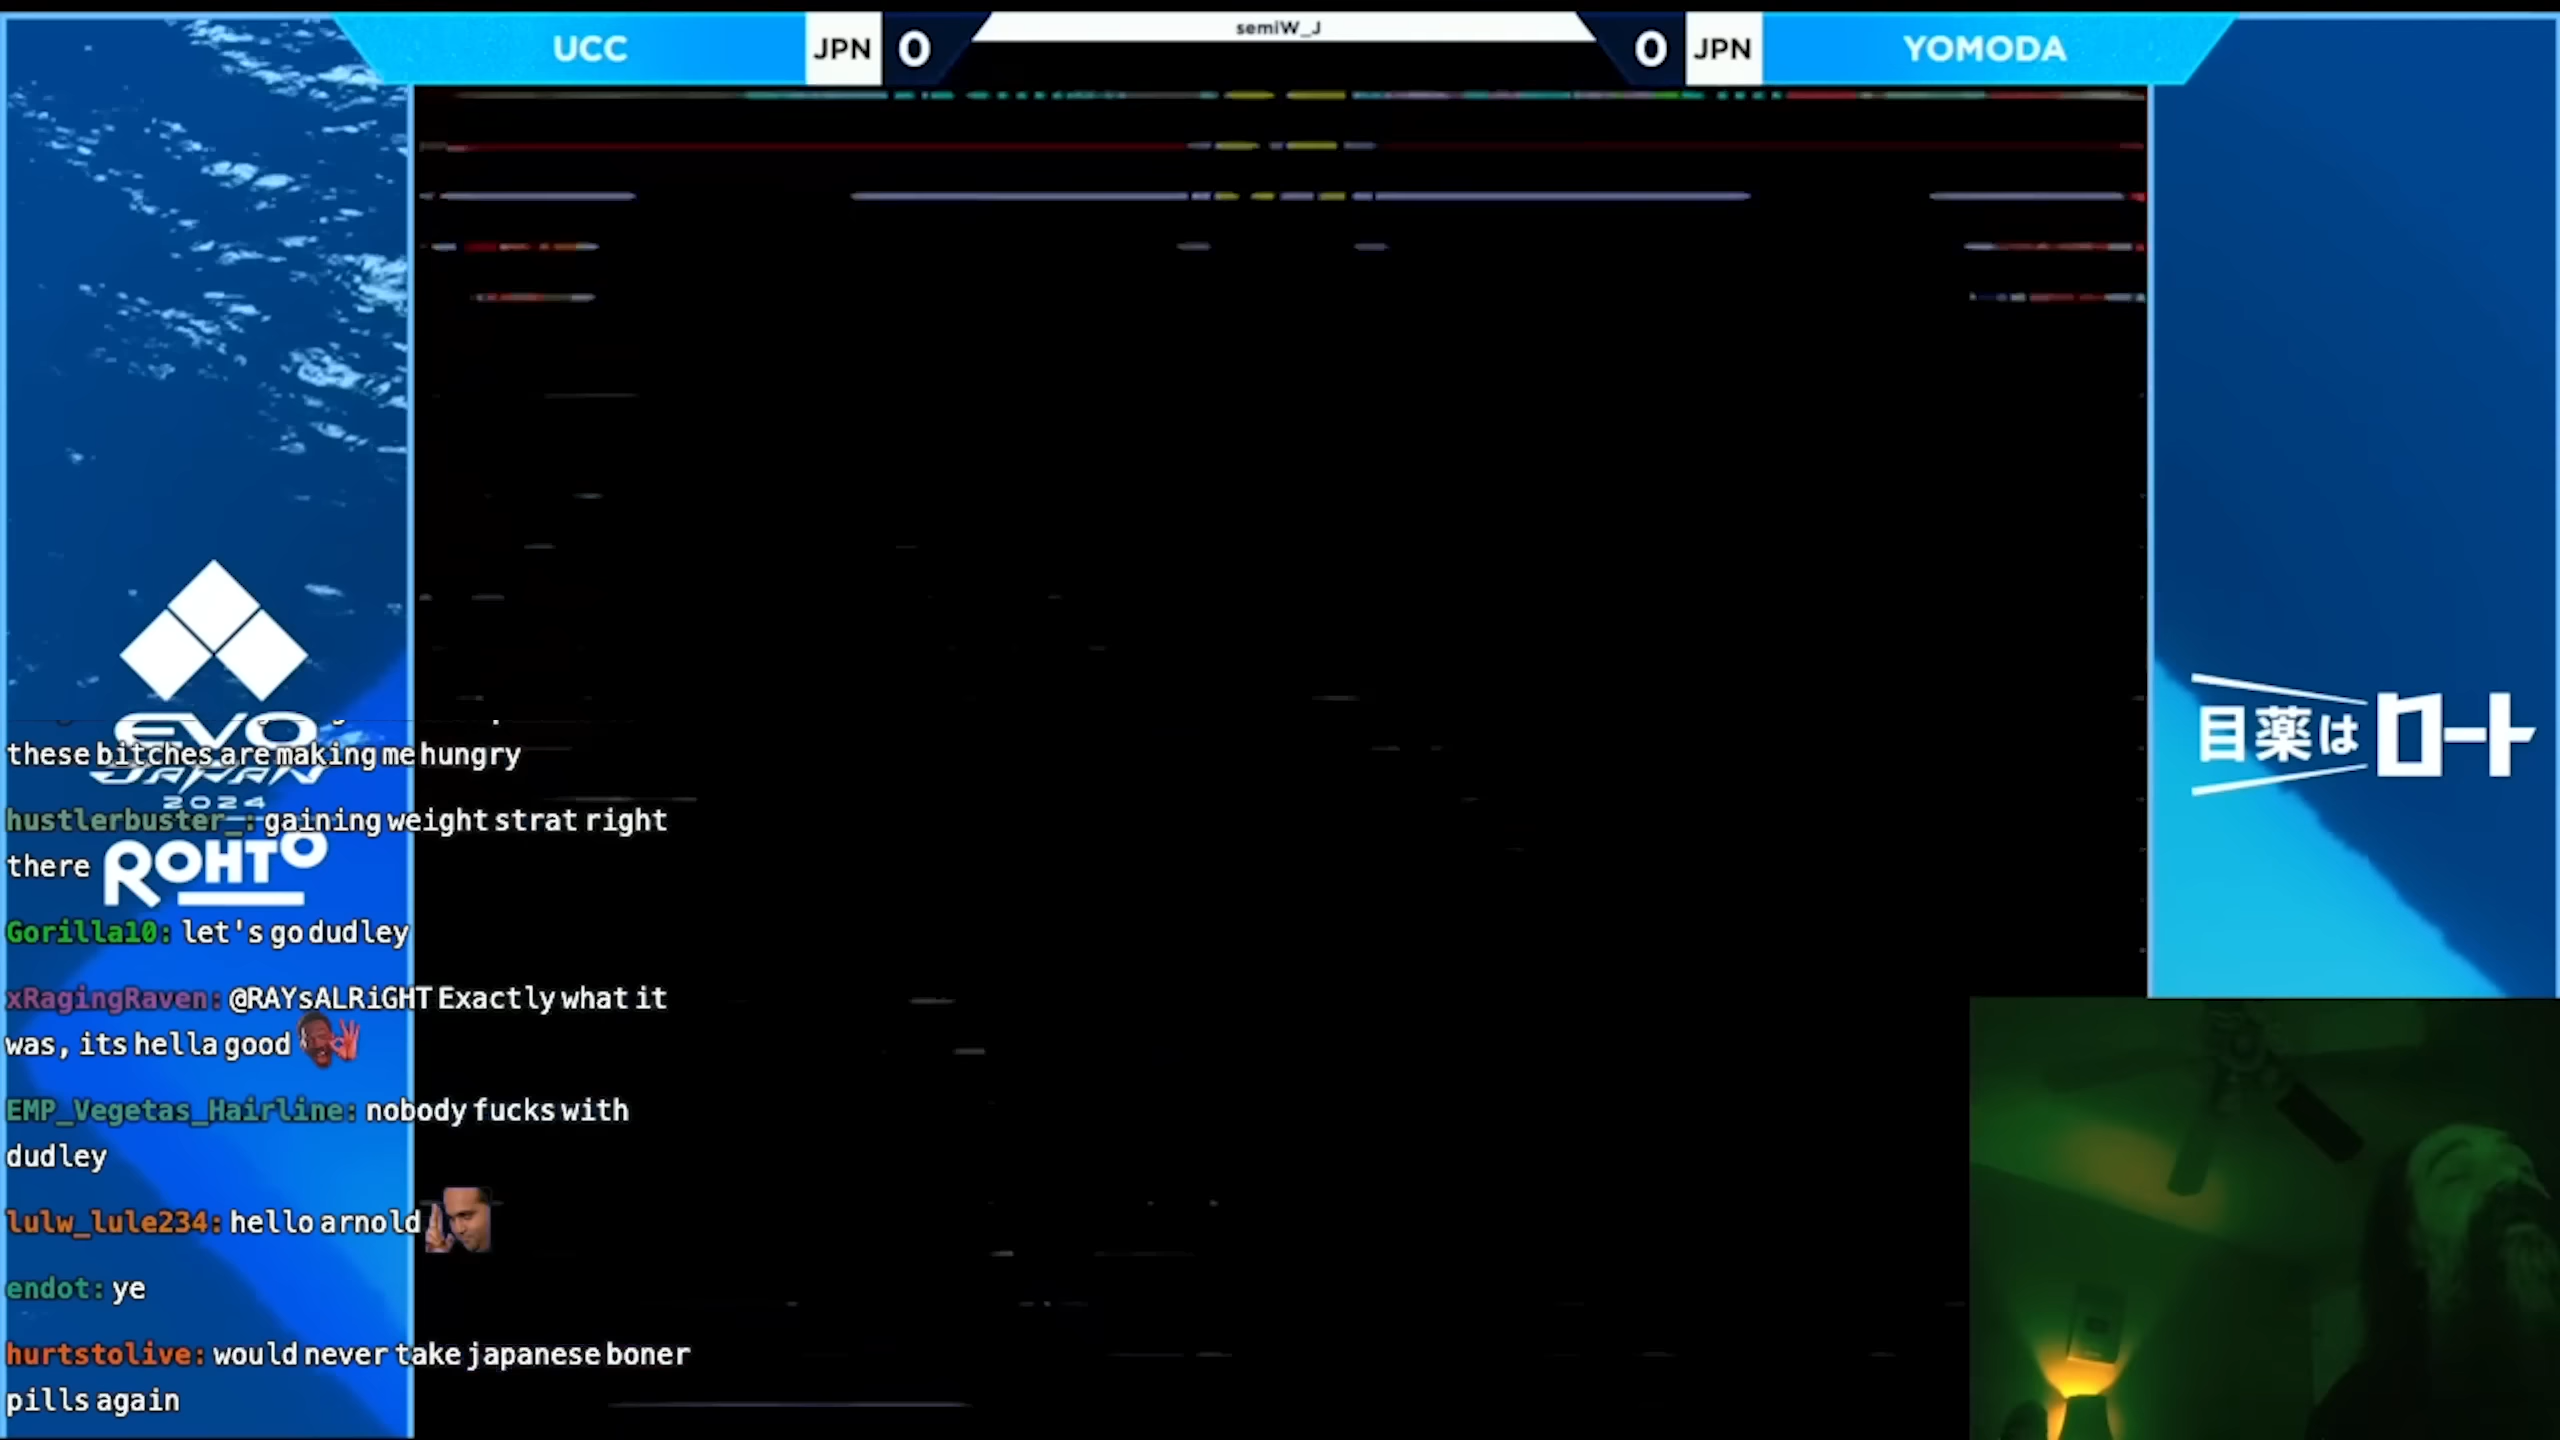 UCC
JPN
0
semiW_J
0
JPN
YOMODA
EVO
JAPAN
2024
ROHTO
目薬は
ロート
these bitches are making me hungry
hustlerbuster_: gaining weight strat right
there
Gorilla10: let's go dudley
xRagingRaven: @RAYsALRiGHT Exactly what it
was, its hella good
EMP_Vegetas_Hairline: nobody fucks with
dudley
lulw_lule234: hello arnold
endot: ye
hurtstolive: would never take japanese boner
pills again